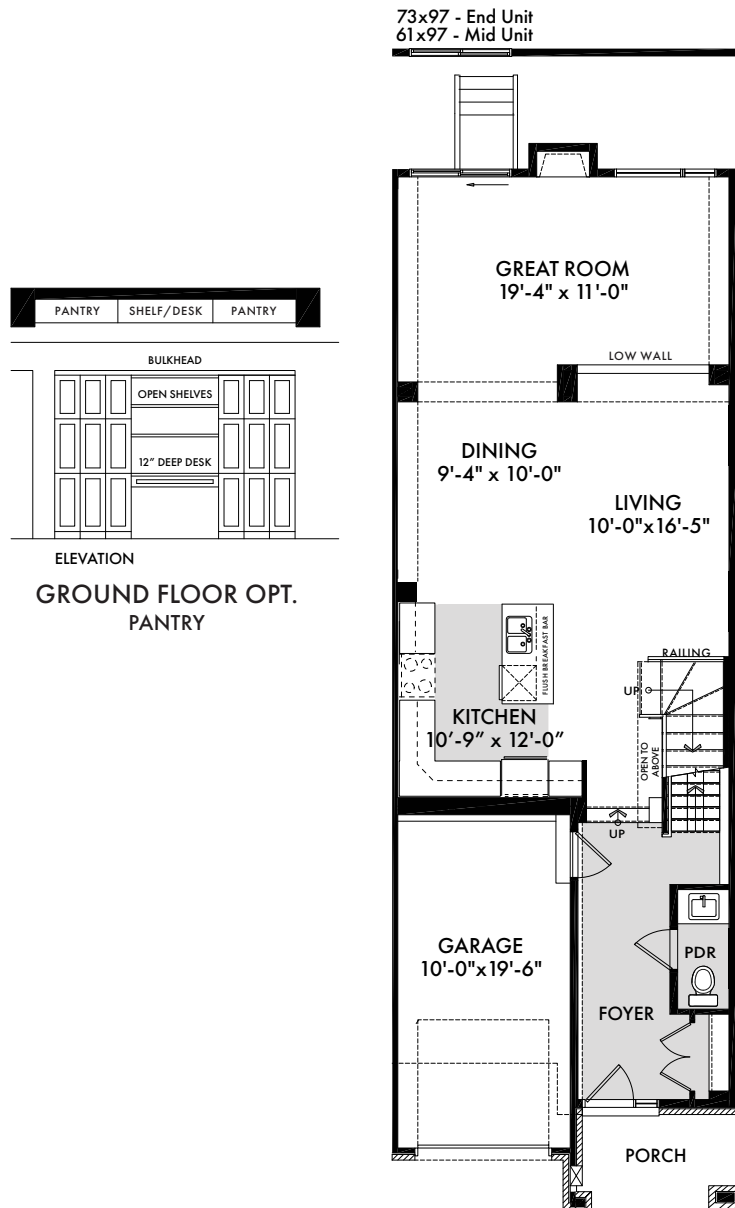 73x97 - End Unit
61x97 - Mid Unit
GREAT ROOM
19'-4" x 11'-0"
PANTRY SHELF/DESK PANTRY
BULKHEAD
OPEN SHELVES
12" DEEP DESK
ELEVATION
GROUND FLOOR OPT.
PANTRY
LOW WALL
DINING
9'-4" x 10'-0"
LIVING
10'-0"x16'-5"
FLUSH BREAKFAST BAR
RAILING
UP
KITCHEN
10'-9" x 12'-0"
OPEN TO
ABOVE
UP
GARAGE
10'-0"x19'-6"
PDR
FOYER
PORCH